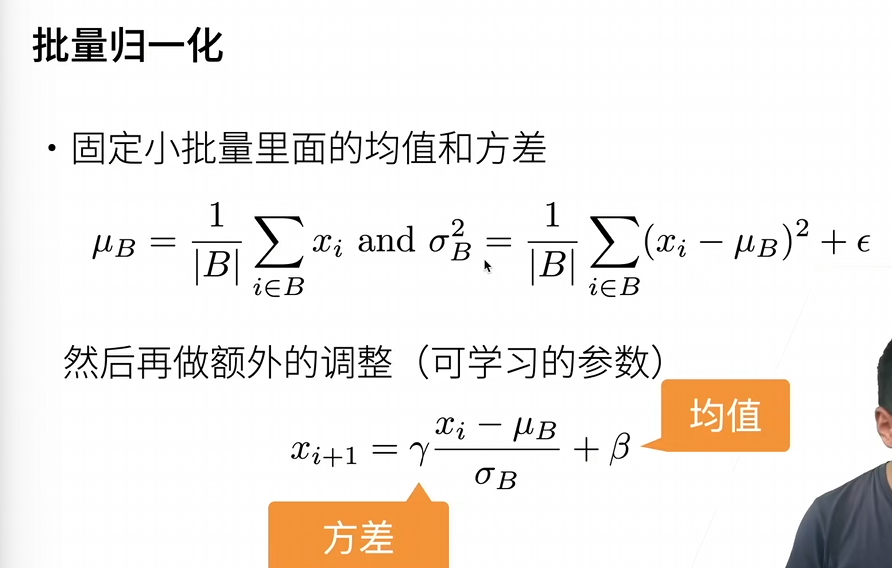 批量归一化
• 固定小批量里面的均值和方差
$\mu_B = \frac{1}{|B|} \sum_{i \in B} x_i \text{ and } \sigma_B^2 = \frac{1}{|B|} \sum_{i \in B} (x_i - \mu_B)^2 + \epsilon$
然后再做额外的调整（可学习的参数）
均值
$x_{i+1} = \gamma \frac{x_i - \mu_B}{\sigma_B} + \beta$
方差